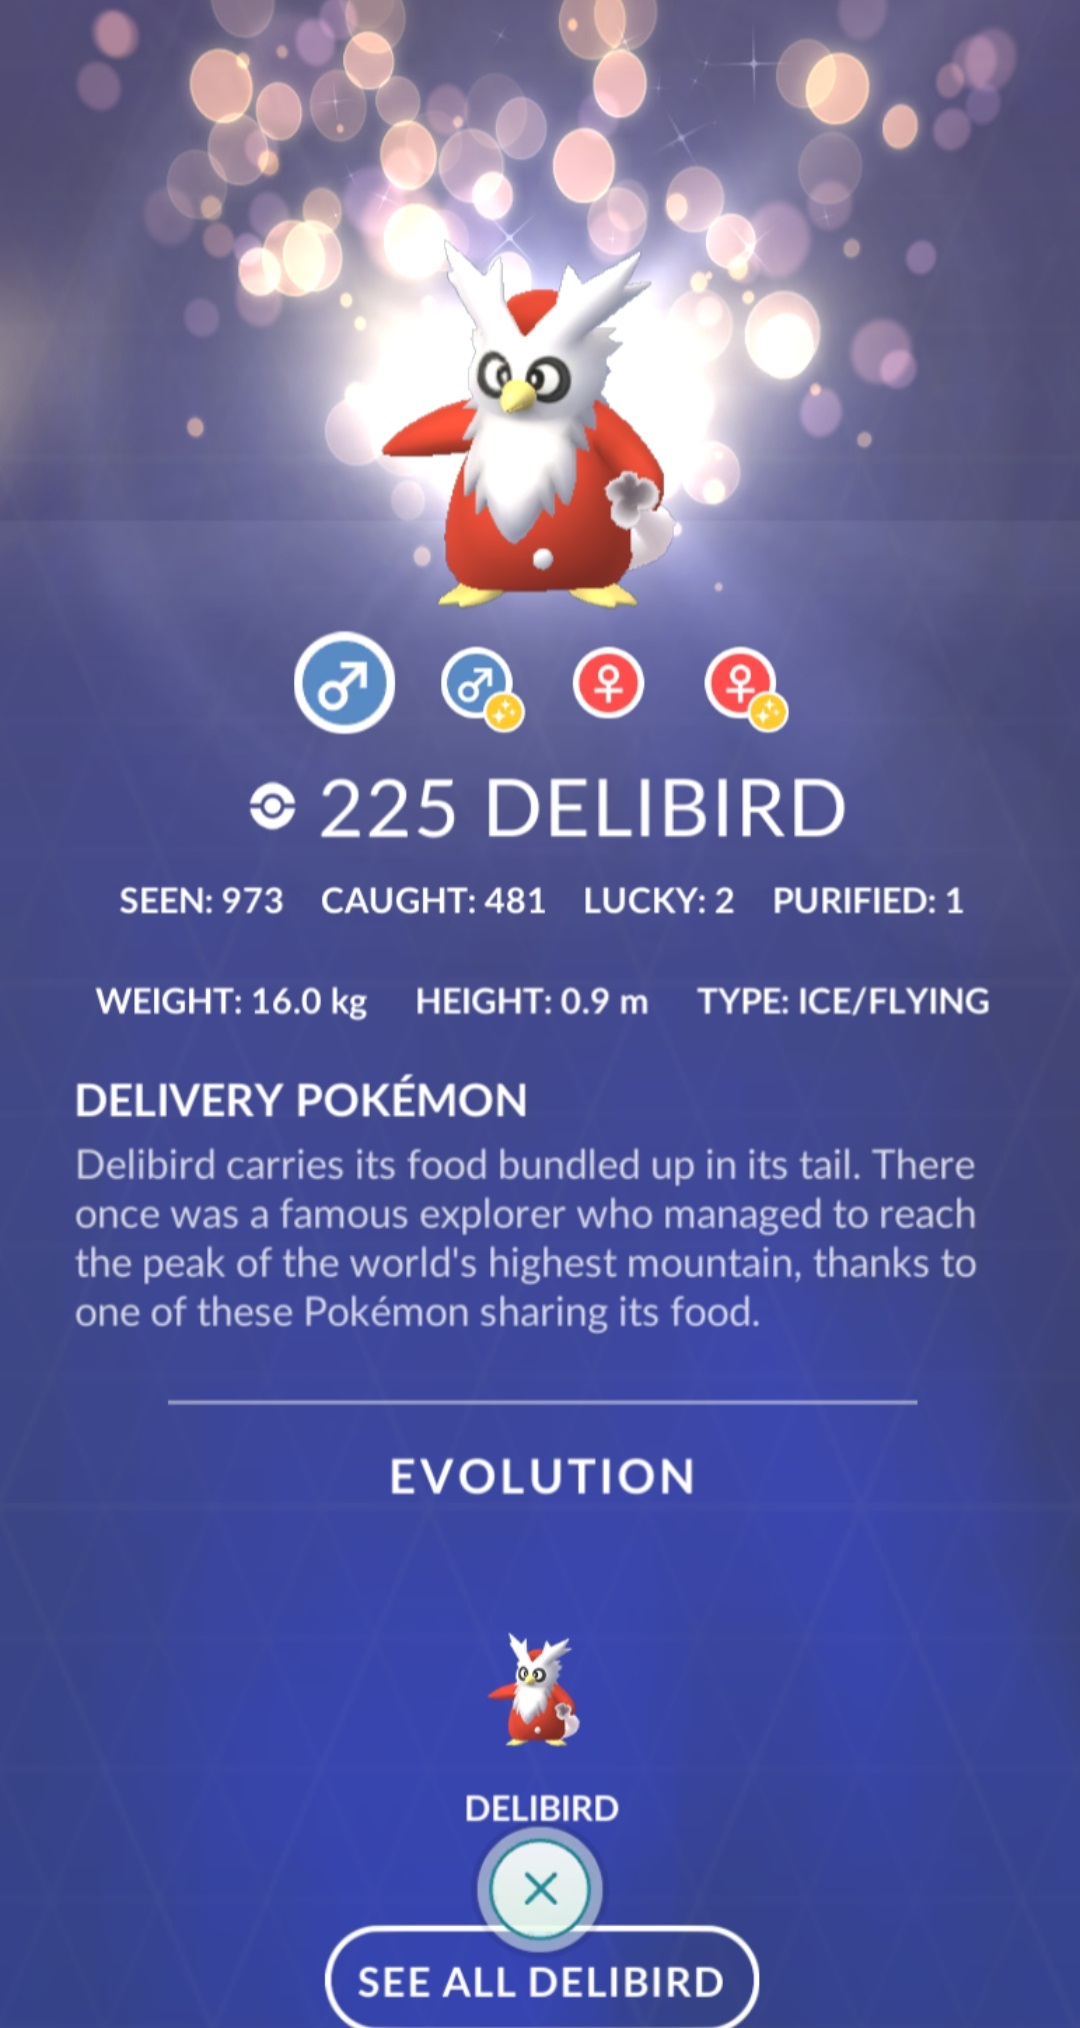 225 DELIBIRD
SEEN: 973 CAUGHT: 481 LUCKY: 2 PURIFIED: 1
WEIGHT: 16.0 kg HEIGHT: 0.9 m TYPE: ICE/FLYING
DELIVERY POKÉMON
Delibird carries its food bundled up in its tail. There
once was a famous explorer who managed to reach
the peak of the world's highest mountain, thanks to
one of these Pokémon sharing its food.
EVOLUTION
DELIBIRD
SEE ALL DELIBIRD